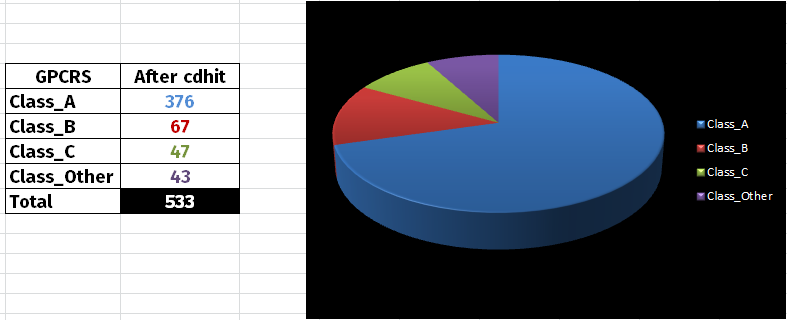 GPCRS After cdhit
Class_A 376
Class_B 67
Class_C 47
Class_Other 43
Total 533
Class_A
Class_B
Class_C
Class_Other